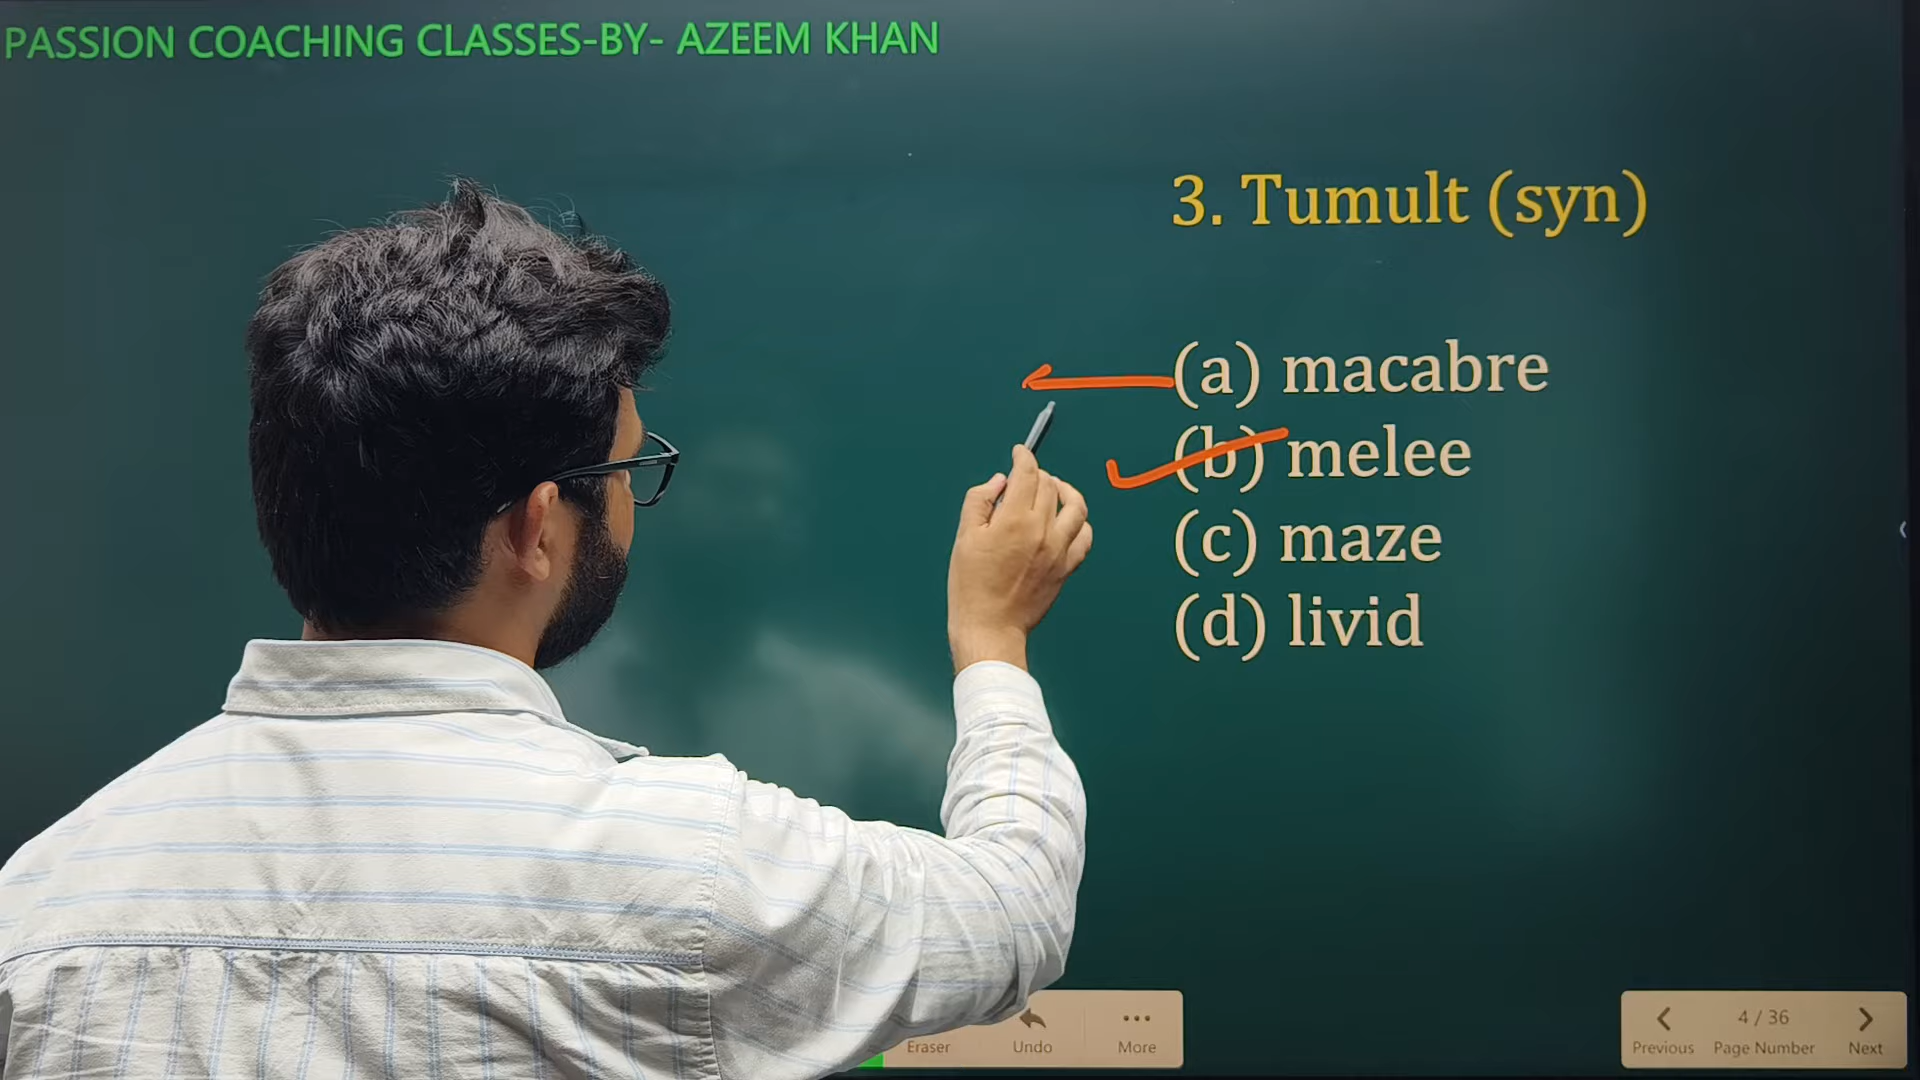 PASSION COACHING CLASSES-BY- AZEEM KHAN
3. Tumult (syn)
(a) macabre
(b) melee
(c) maze
(d) livid
Eraser Undo More
4 / 36
Previous Page Number Next